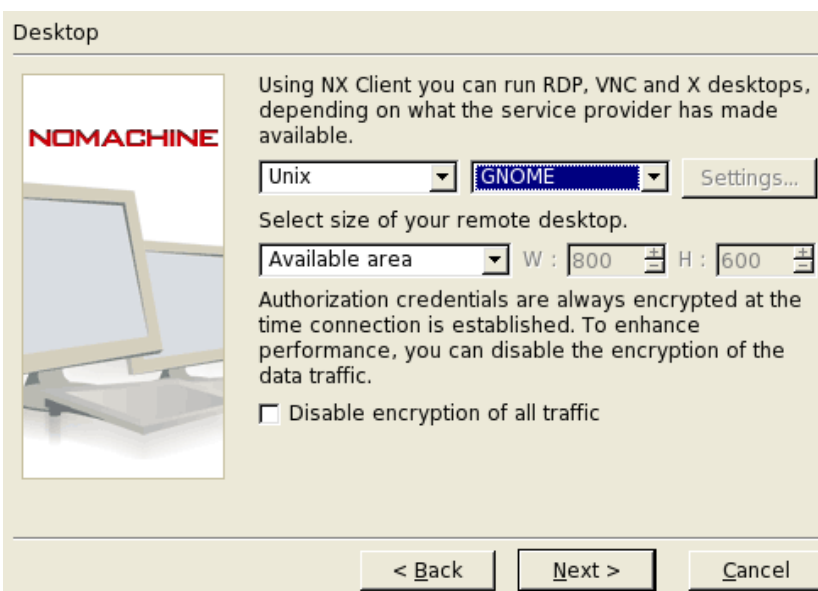 Desktop
NOMACHINE
Using NX Client you can run RDP, VNC and X desktops,
depending on what the service provider has made
available.
Unix GNOME Settings...
Select size of your remote desktop.
Available area W : 800 H : 600
Authorization credentials are always encrypted at the
time connection is established. To enhance
performance, you can disable the encryption of the
data traffic.
Disable encryption of all traffic
< Back Next > Cancel